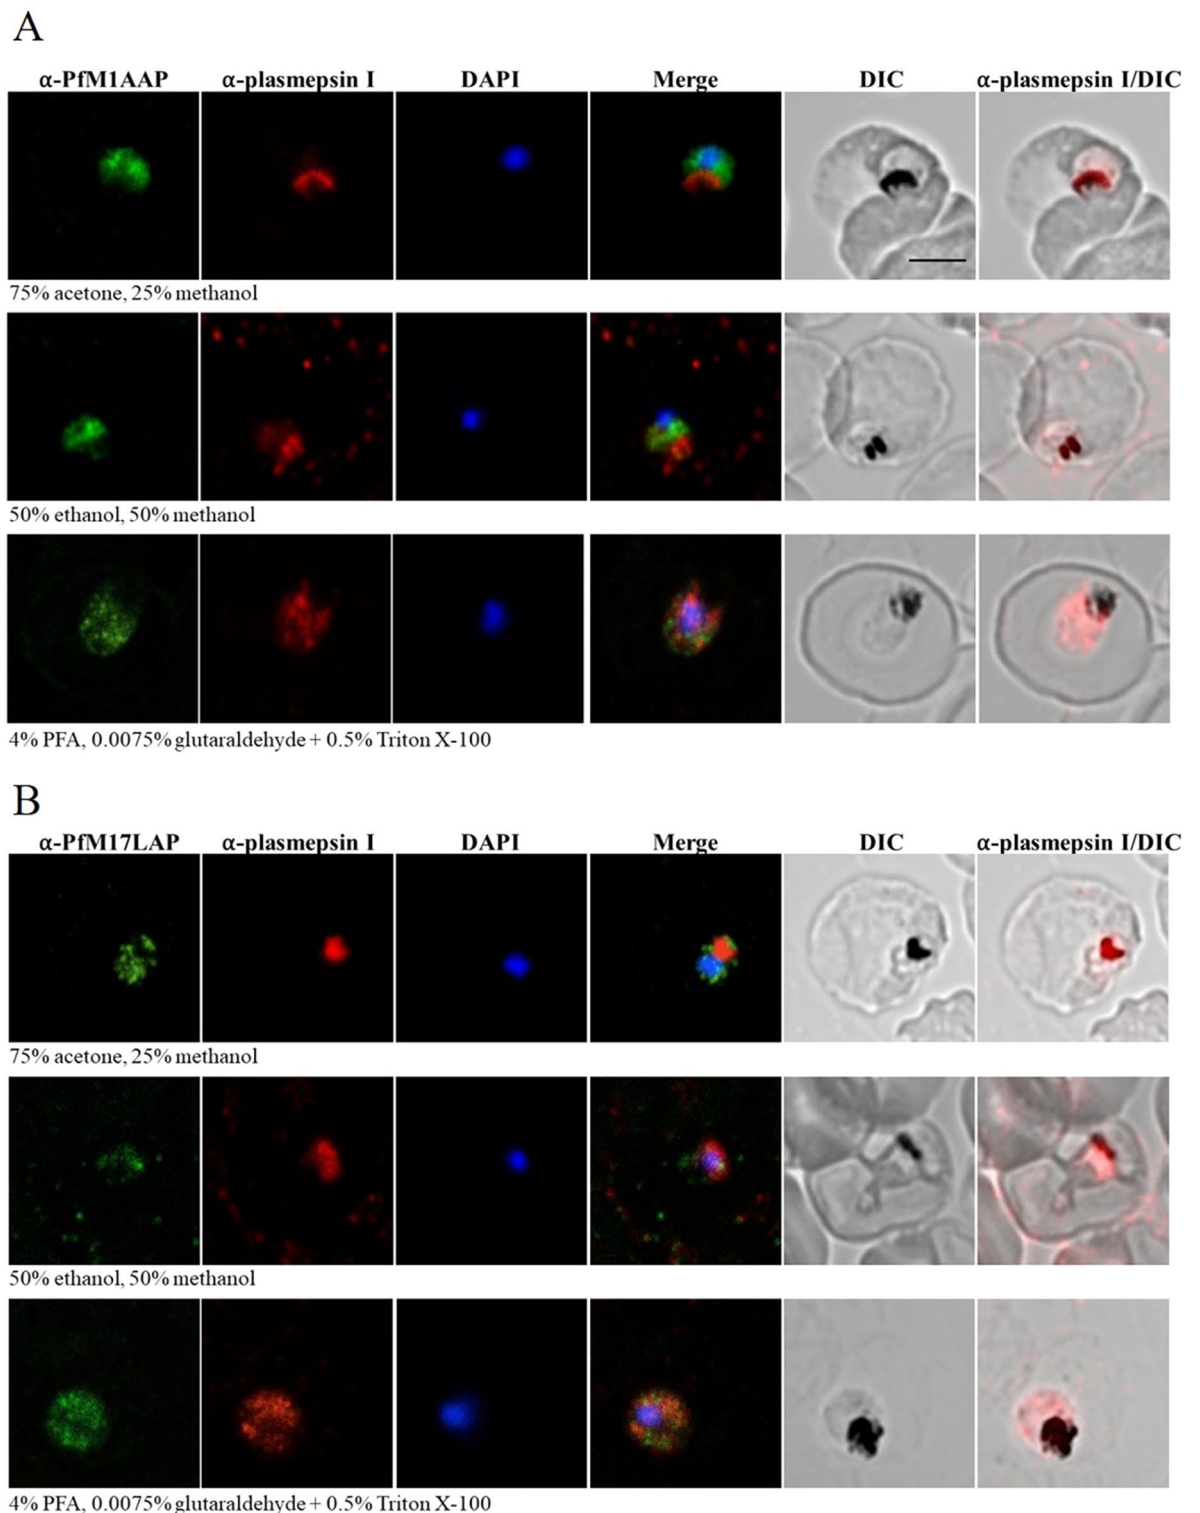 A
α-PfM1AAP α-plasmepsin I DAPI Merge DIC α-plasmepsin I/DIC
75% acetone, 25% methanol
50% ethanol, 50% methanol
4% PFA, 0.0075% glutaraldehyde + 0.5% Triton X-100
B
α-PfM17LAP α-plasmepsin I DAPI Merge DIC α-plasmepsin I/DIC
75% acetone, 25% methanol
50% ethanol, 50% methanol
4% PFA, 0.0075% glutaraldehyde + 0.5% Triton X-100